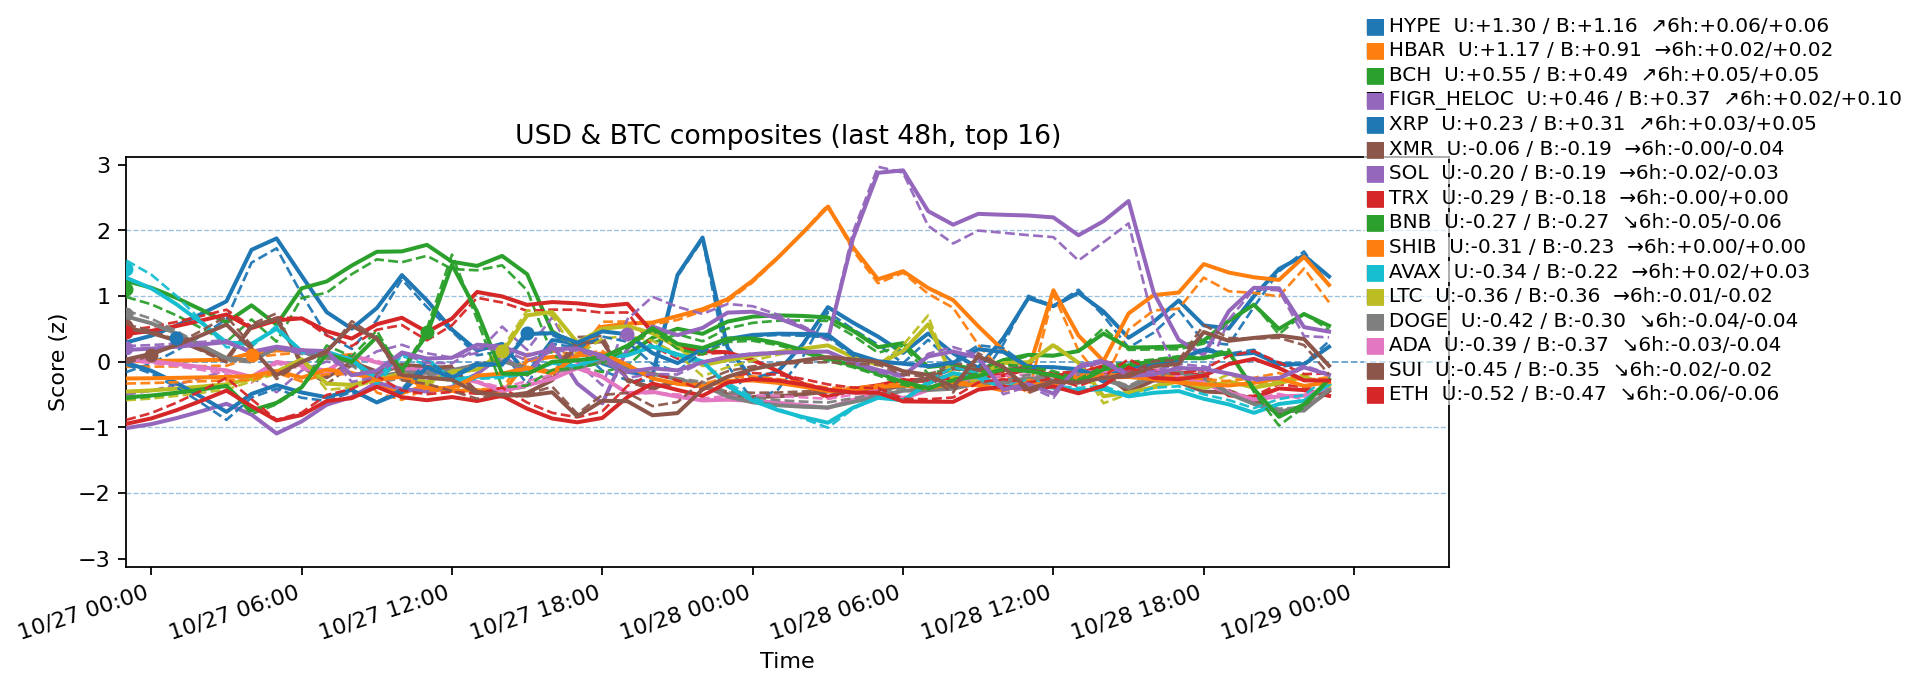 HYPE  U:+1.30 / B:+1.16  ↗6h:+0.06/+0.06
HBAR  U:+1.17 / B:+0.91  →6h:+0.02/+0.02
BCH  U:+0.55 / B:+0.49  ↗6h:+0.05/+0.05
FIGR_HELOC  U:+0.46 / B:+0.37  ↗6h:+0.02/+0.10
XRP  U:+0.23 / B:+0.31  ↗6h:+0.03/+0.05
XMR  U:-0.06 / B:-0.19  →6h:-0.00/-0.04
SOL  U:-0.20 / B:-0.19  →6h:-0.02/-0.03
TRX  U:-0.29 / B:-0.18  →6h:-0.00/+0.00
BNB  U:-0.27 / B:-0.27  ↘6h:-0.05/-0.06
SHIB  U:-0.31 / B:-0.23  →6h:+0.00/+0.00
AVAX  U:-0.34 / B:-0.22  →6h:+0.02/+0.03
LTC  U:-0.36 / B:-0.36  →6h:-0.01/-0.02
DOGE  U:-0.42 / B:-0.30  ↘6h:-0.04/-0.04
ADA  U:-0.39 / B:-0.37  ↘6h:-0.03/-0.04
SUI  U:-0.45 / B:-0.35  ↘6h:-0.02/-0.02
ETH  U:-0.52 / B:-0.47  ↘6h:-0.06/-0.06
USD & BTC composites (last 48h, top 16)
Score (z)
3
2
1
0
−1
−2
−3
10/27 00:00
10/27 06:00
10/27 12:00
10/27 18:00
10/28 00:00
10/28 06:00
10/28 12:00
10/28 18:00
10/29 00:00
Time